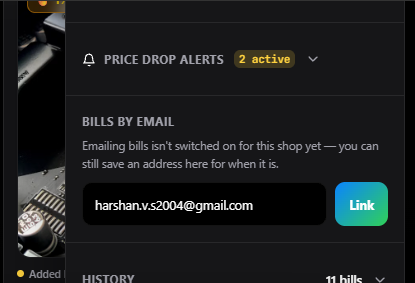 PRICE DROP ALERTS 2 active
BILLS BY EMAIL
Emailing bills isn't switched on for this shop yet — you can
still save an address here for when it is.
harshan.v.s2004@gmail.com Link
Added
HISTORY 11 bills